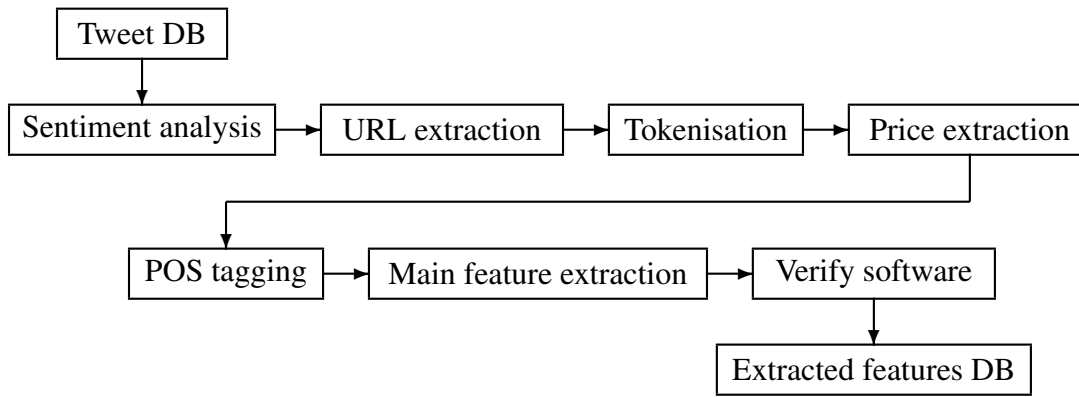 Tweet DB
Sentiment analysis
URL extraction
Tokenisation
Price extraction
POS tagging
Main feature extraction
Verify software
Extracted features DB